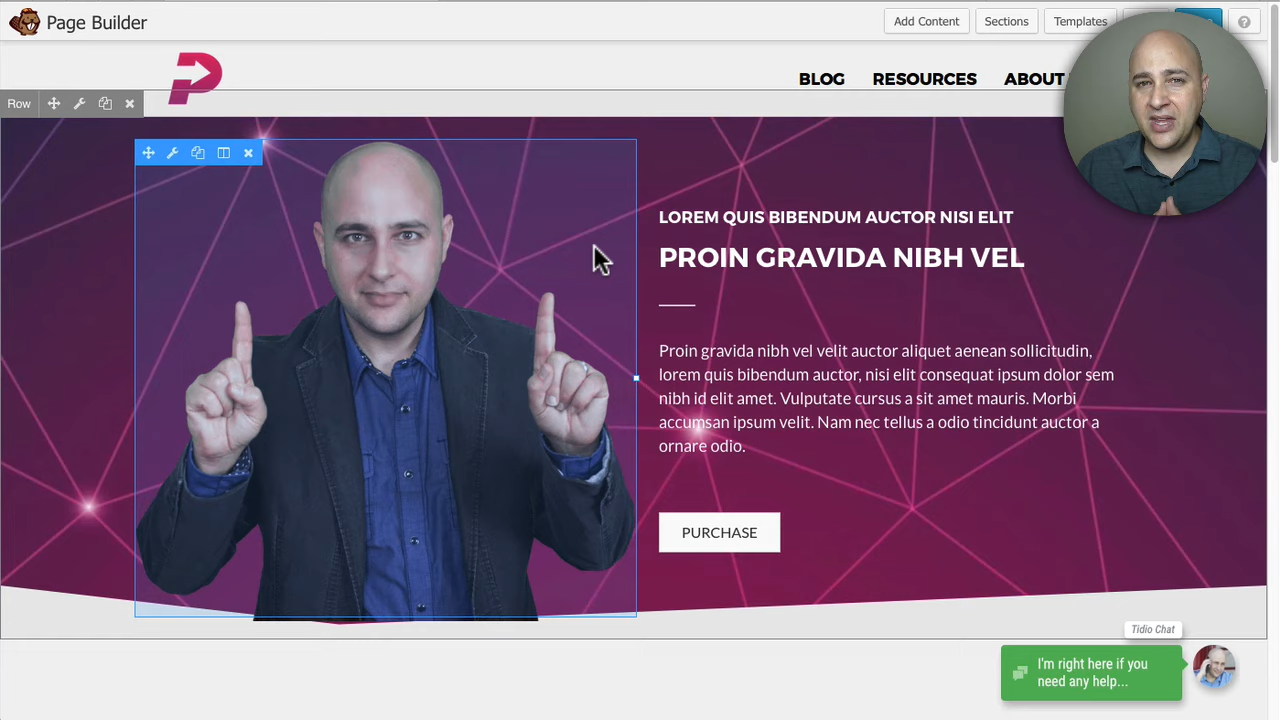 Page Builder
Add Content
Sections
Templates
BLOG
RESOURCES
ABOUT
Row
LOREM QUIS BIBENDUM AUCTOR NISI ELIT
PROIN GRAVIDA NIBH VEL
Proin gravida nibh vel velit auctor aliquet aenean sollicitudin,
lorem quis bibendum auctor, nisi elit consequat ipsum dolor sem
nibh id elit amet. Vulputate cursus a sit amet mauris. Morbi
accumsan ipsum velit. Nam nec tellus a odio tincidunt auctor a
ornare odio.
PURCHASE
Tidio Chat
I'm right here if you
need any help...